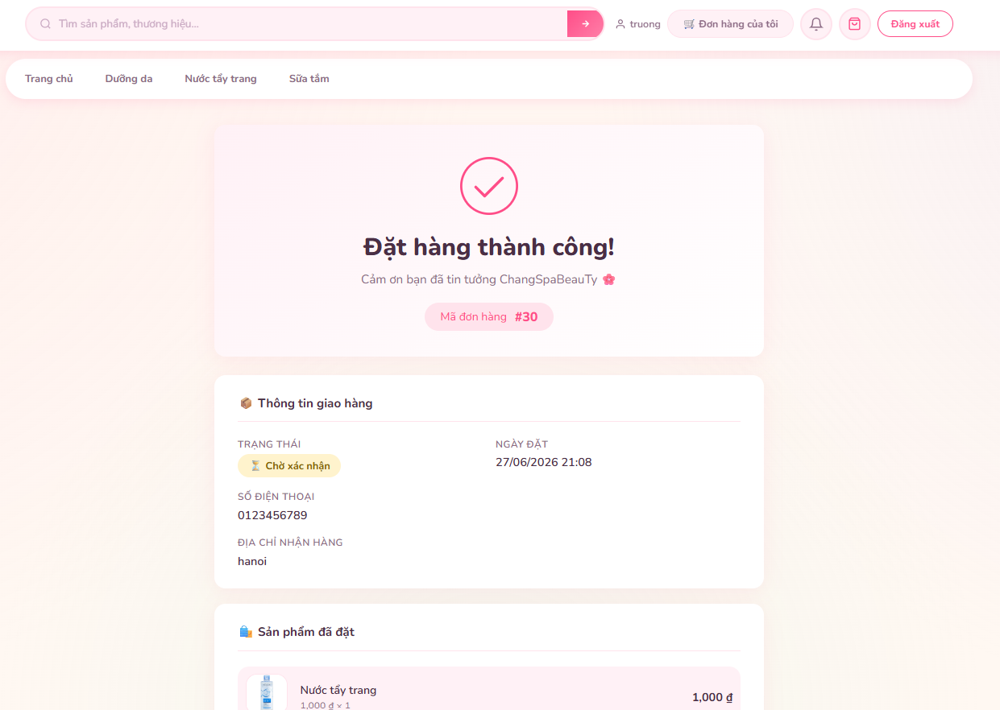 Tìm sản phẩm, thương hiệu...
truong
Đơn hàng của tôi
Đăng xuất
Trang chủ
Dưỡng da
Nước tẩy trang
Sữa tắm
Đặt hàng thành công!
Cảm ơn bạn đã tin tưởng ChangSpaBeauTy 🌸
Mã đơn hàng #30
📦 Thông tin giao hàng
TRẠNG THÁI
⏳ Chờ xác nhận
NGÀY ĐẶT
27/06/2026 21:08
SỐ ĐIỆN THOẠI
0123456789
ĐỊA CHỈ NHẬN HÀNG
hanoi
🛍️ Sản phẩm đã đặt
Nước tẩy trang
1,000 ₫ × 1
1,000 ₫